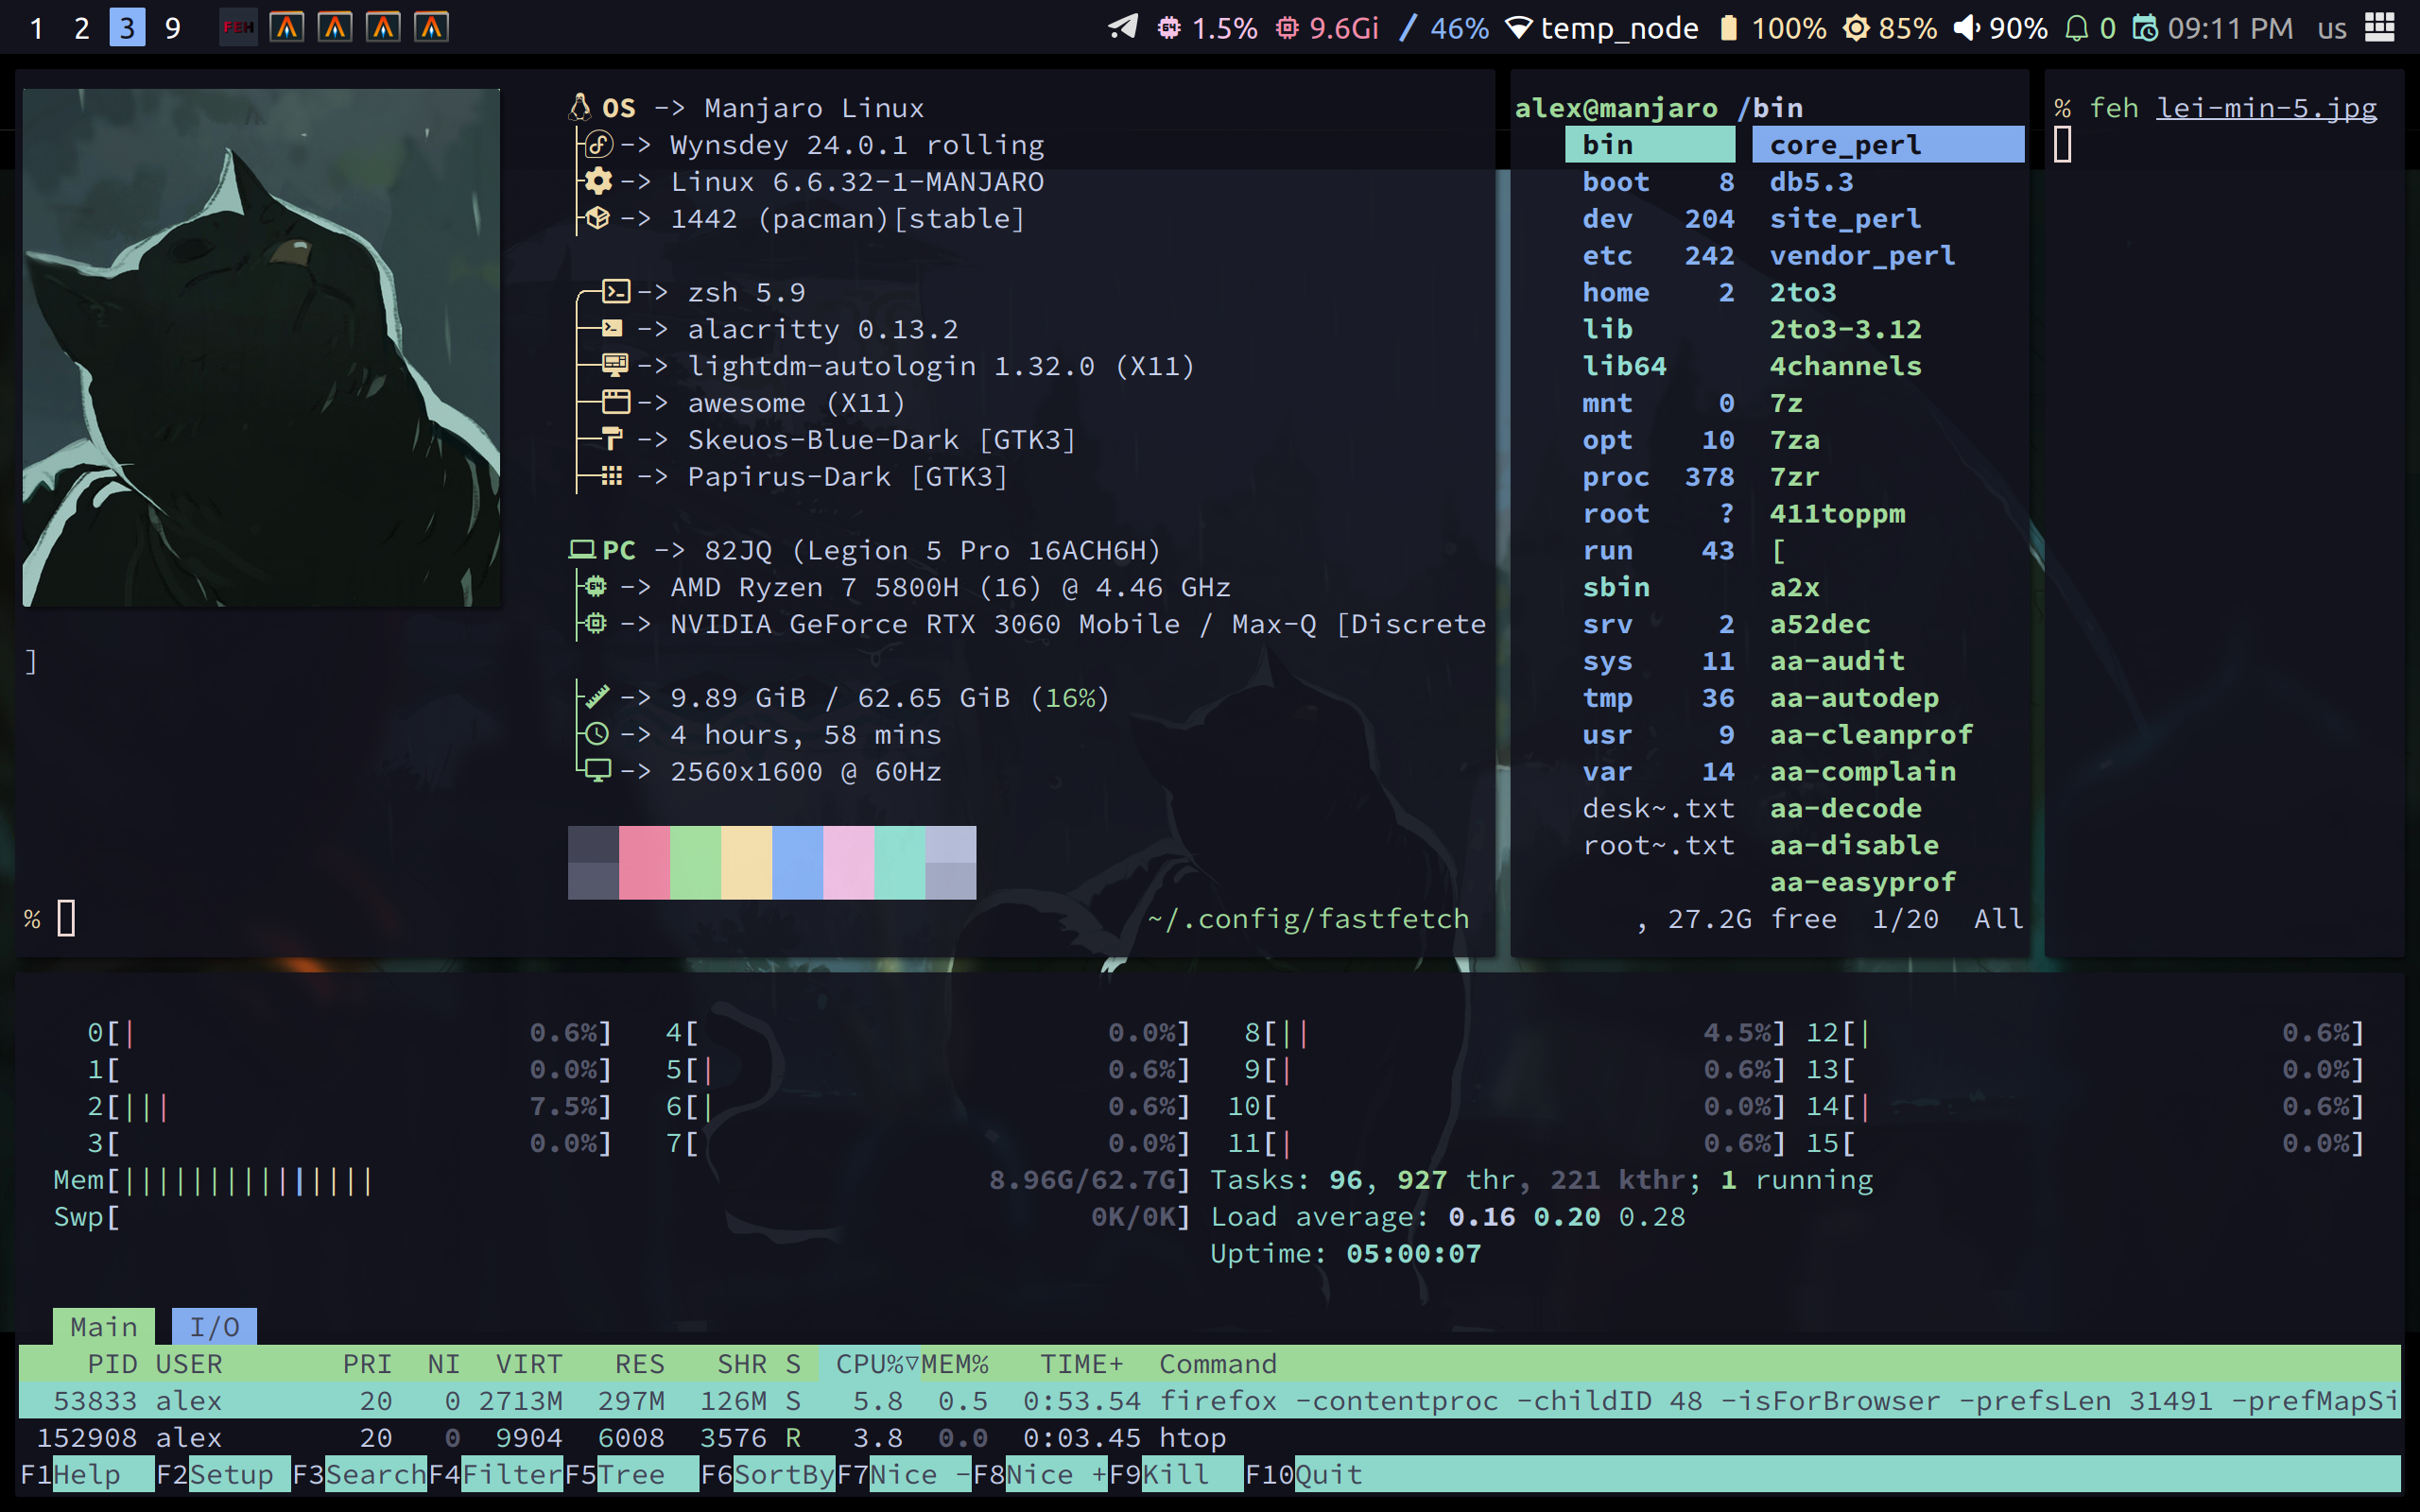 1 2 3 9 FEH 64 1.5% 9.6Gi / 46% temp_node 100% 85% 90% 0 09:11 PM us
OS -> Manjaro Linux
-> Wynsdey 24.0.1 rolling
-> Linux 6.6.32-1-MANJARO
-> 1442 (pacman)[stable]
-> zsh 5.9
-> alacritty 0.13.2
-> lightdm-autologin 1.32.0 (X11)
-> awesome (X11)
-> Skeuos-Blue-Dark [GTK3]
-> Papirus-Dark [GTK3]
PC -> 82JQ (Legion 5 Pro 16ACH6H)
64 -> AMD Ryzen 7 5800H (16) @ 4.46 GHz
-> NVIDIA GeForce RTX 3060 Mobile / Max-Q [Discrete
]
-> 9.89 GiB / 62.65 GiB (16%)
-> 4 hours, 58 mins
-> 2560x1600 @ 60Hz
% ~/.config/fastfetch
alex@manjaro /bin
bin core_perl
boot 8 db5.3
dev 204 site_perl
etc 242 vendor_perl
home 2 2to3
lib 2to3-3.12
lib64 4channels
mnt 0 7z
opt 10 7za
proc 378 7zr
root ? 411toppm
run 43 [
sbin a2x
srv 2 a52dec
sys 11 aa-audit
tmp 36 aa-autodep
usr 9 aa-cleanprof
var 14 aa-complain
desk~.txt aa-decode
root~.txt aa-disable
aa-easyprof
, 27.2G free 1/20 All
% feh lei-min-5.jpg
0[| 0.6%] 4[ 0.0%] 8[|| 4.5%] 12[| 0.6%]
1[ 0.0%] 5[| 0.6%] 9[| 0.6%] 13[ 0.0%]
2[||| 7.5%] 6[| 0.6%] 10[ 0.0%] 14[| 0.6%]
3[ 0.0%] 7[ 0.0%] 11[| 0.6%] 15[ 0.0%]
Mem[||||||||||||||| 8.96G/62.7G] Tasks: 96, 927 thr, 221 kthr; 1 running
Swp[ 0K/0K] Load average: 0.16 0.20 0.28
Uptime: 05:00:07
Main I/O
PID USER PRI NI VIRT RES SHR S CPU%▽MEM% TIME+ Command
53833 alex 20 0 2713M 297M 126M S 5.8 0.5 0:53.54 firefox -contentproc -childID 48 -isForBrowser -prefsLen 31491 -prefMapSi
152908 alex 20 0 9904 6008 3576 R 3.8 0.0 0:03.45 htop
F1Help F2Setup F3SearchF4FilterF5Tree F6SortByF7Nice -F8Nice +F9Kill F10Quit